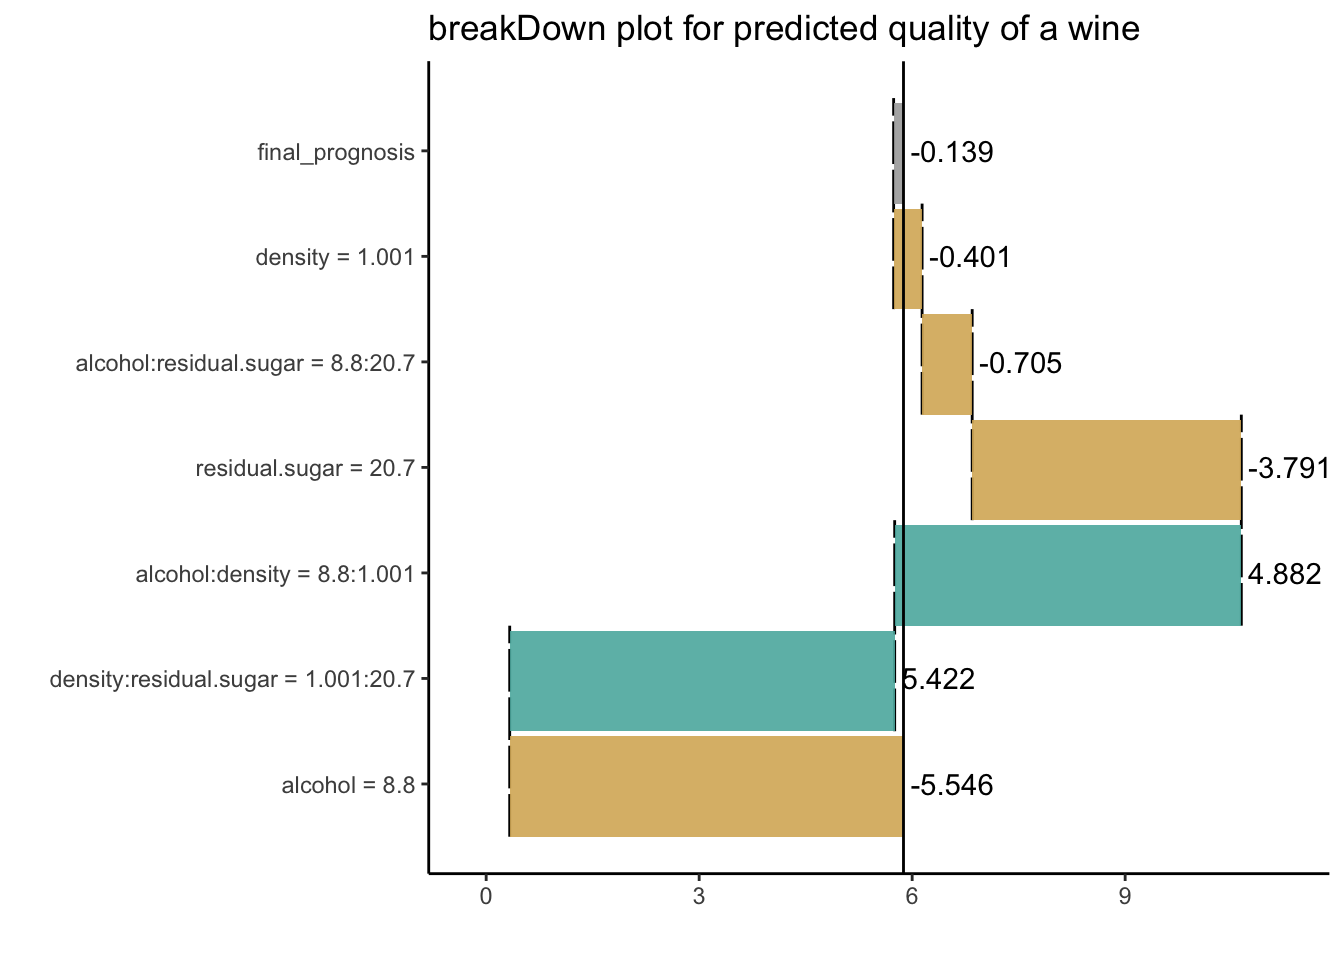 breakDown plot for predicted quality of a wine
final_prognosis
-0.139
density = 1.001
-0.401
alcohol:residual.sugar = 8.8:20.7
-0.705
residual.sugar = 20.7
-3.791
alcohol:density = 8.8:1.001
4.882
density:residual.sugar = 1.001:20.7
5.422
alcohol = 8.8
-5.546
0 3 6 9